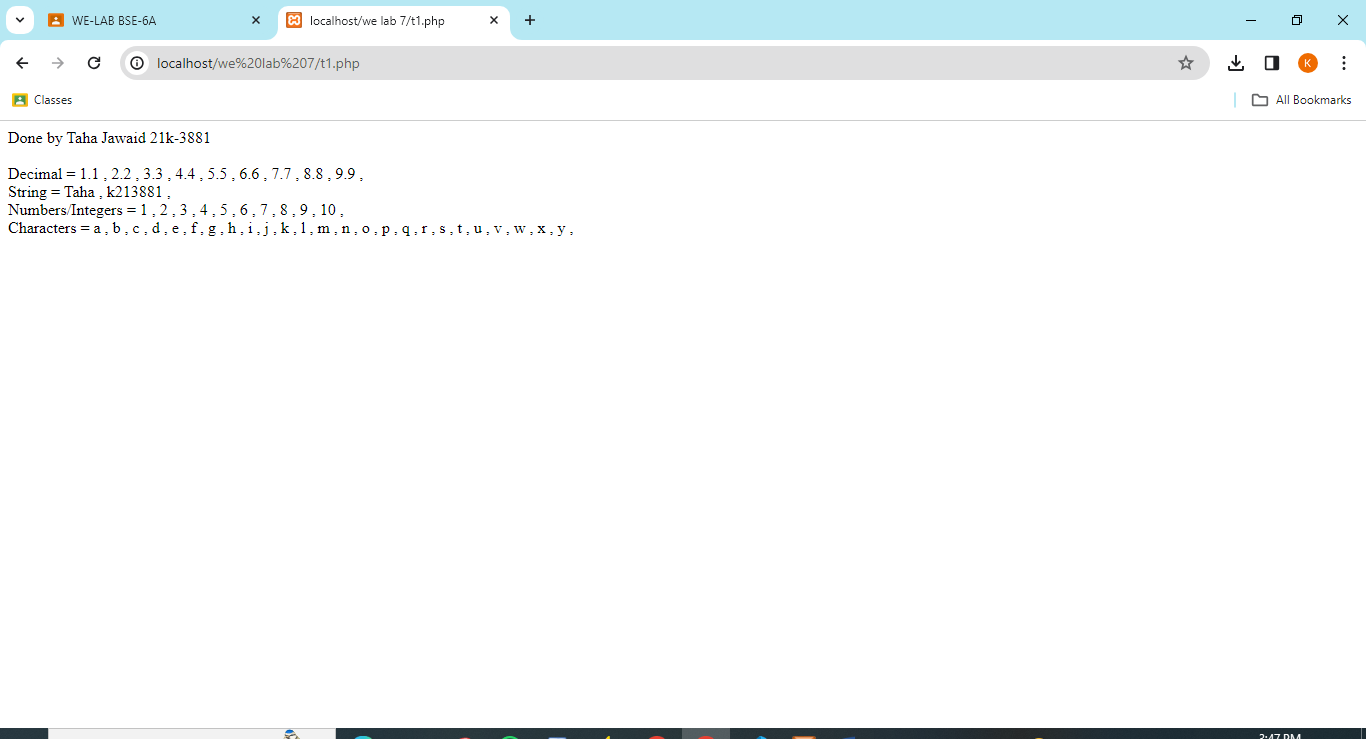 WE-LAB BSE-6A
localhost/we lab 7/t1.php
localhost/we%20lab%207/t1.php
K
Classes
All Bookmarks
Done by Taha Jawaid 21k-3881
Decimal = 1.1 , 2.2 , 3.3 , 4.4 , 5.5 , 6.6 , 7.7 , 8.8 , 9.9 ,
String = Taha , k213881 ,
Numbers/Integers = 1 , 2 , 3 , 4 , 5 , 6 , 7 , 8 , 9 , 10 ,
Characters = a , b , c , d , e , f , g , h , i , j , k , l , m , n , o , p , q , r , s , t , u , v , w , x , y ,